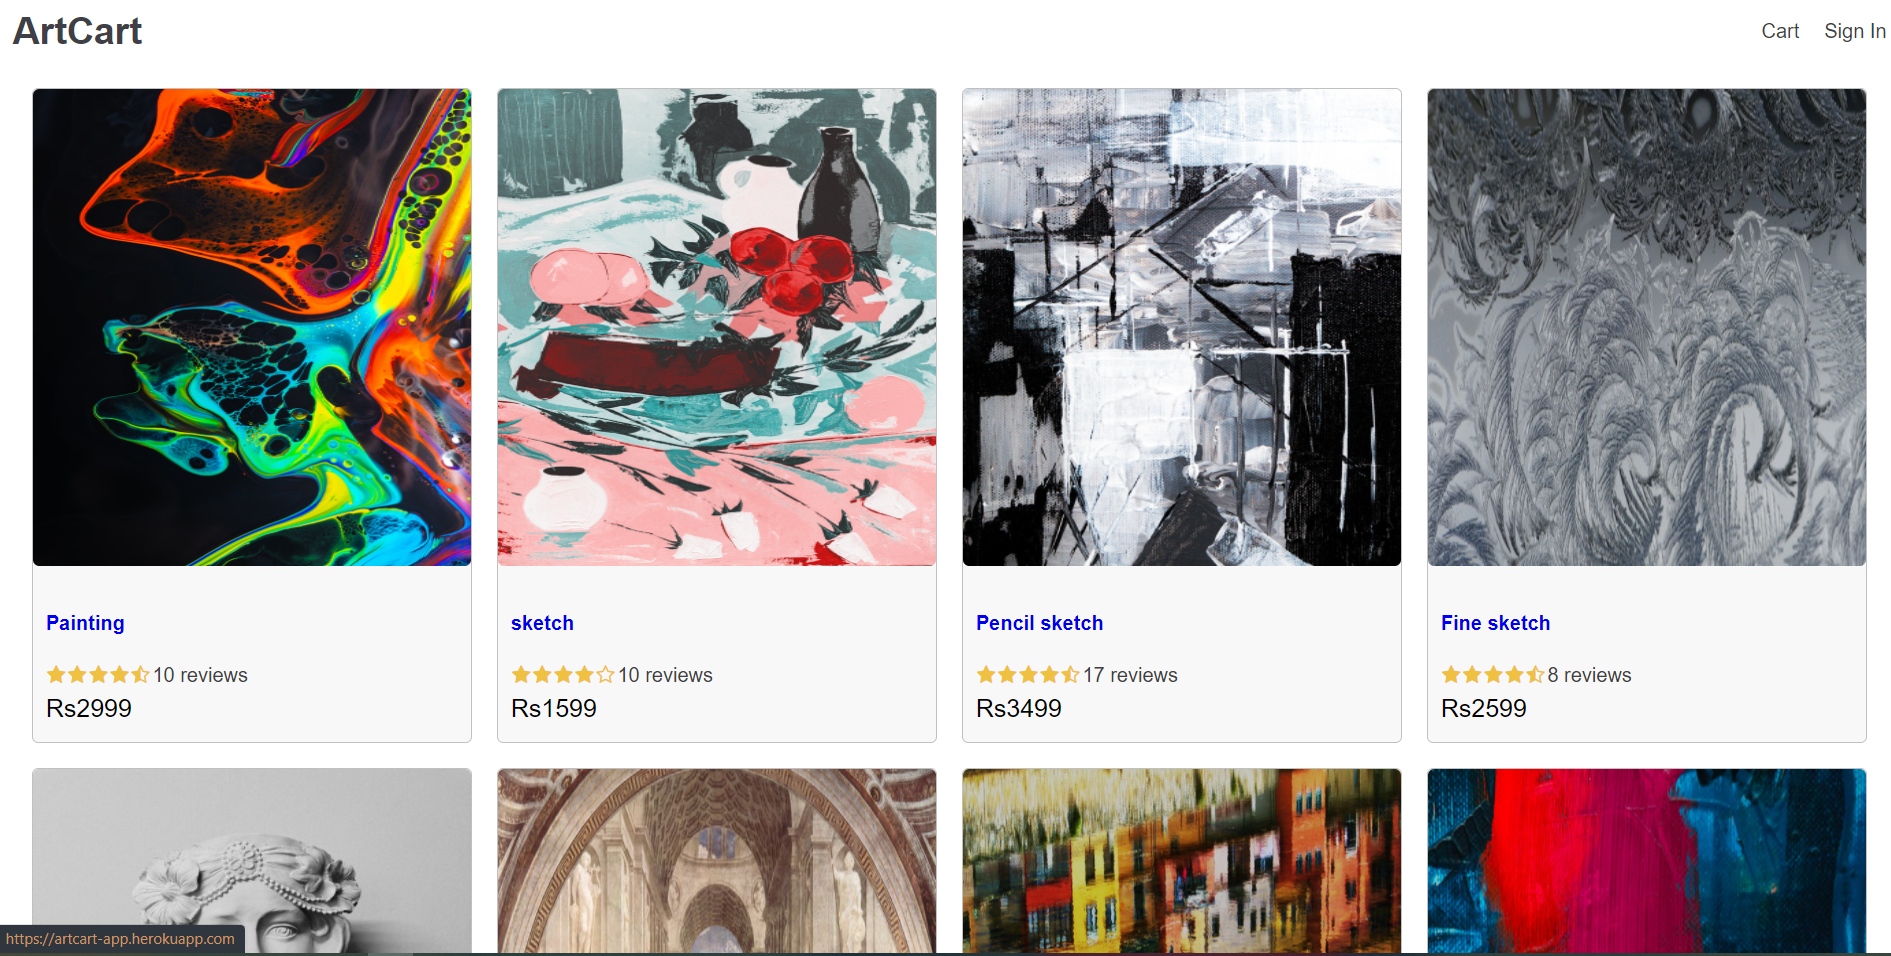 ArtCart
Cart Sign In
Painting
10 reviews
Rs2999
sketch
10 reviews
Rs1599
Pencil sketch
17 reviews
Rs3499
Fine sketch
8 reviews
Rs2599
https://artcart-app.herokuapp.com